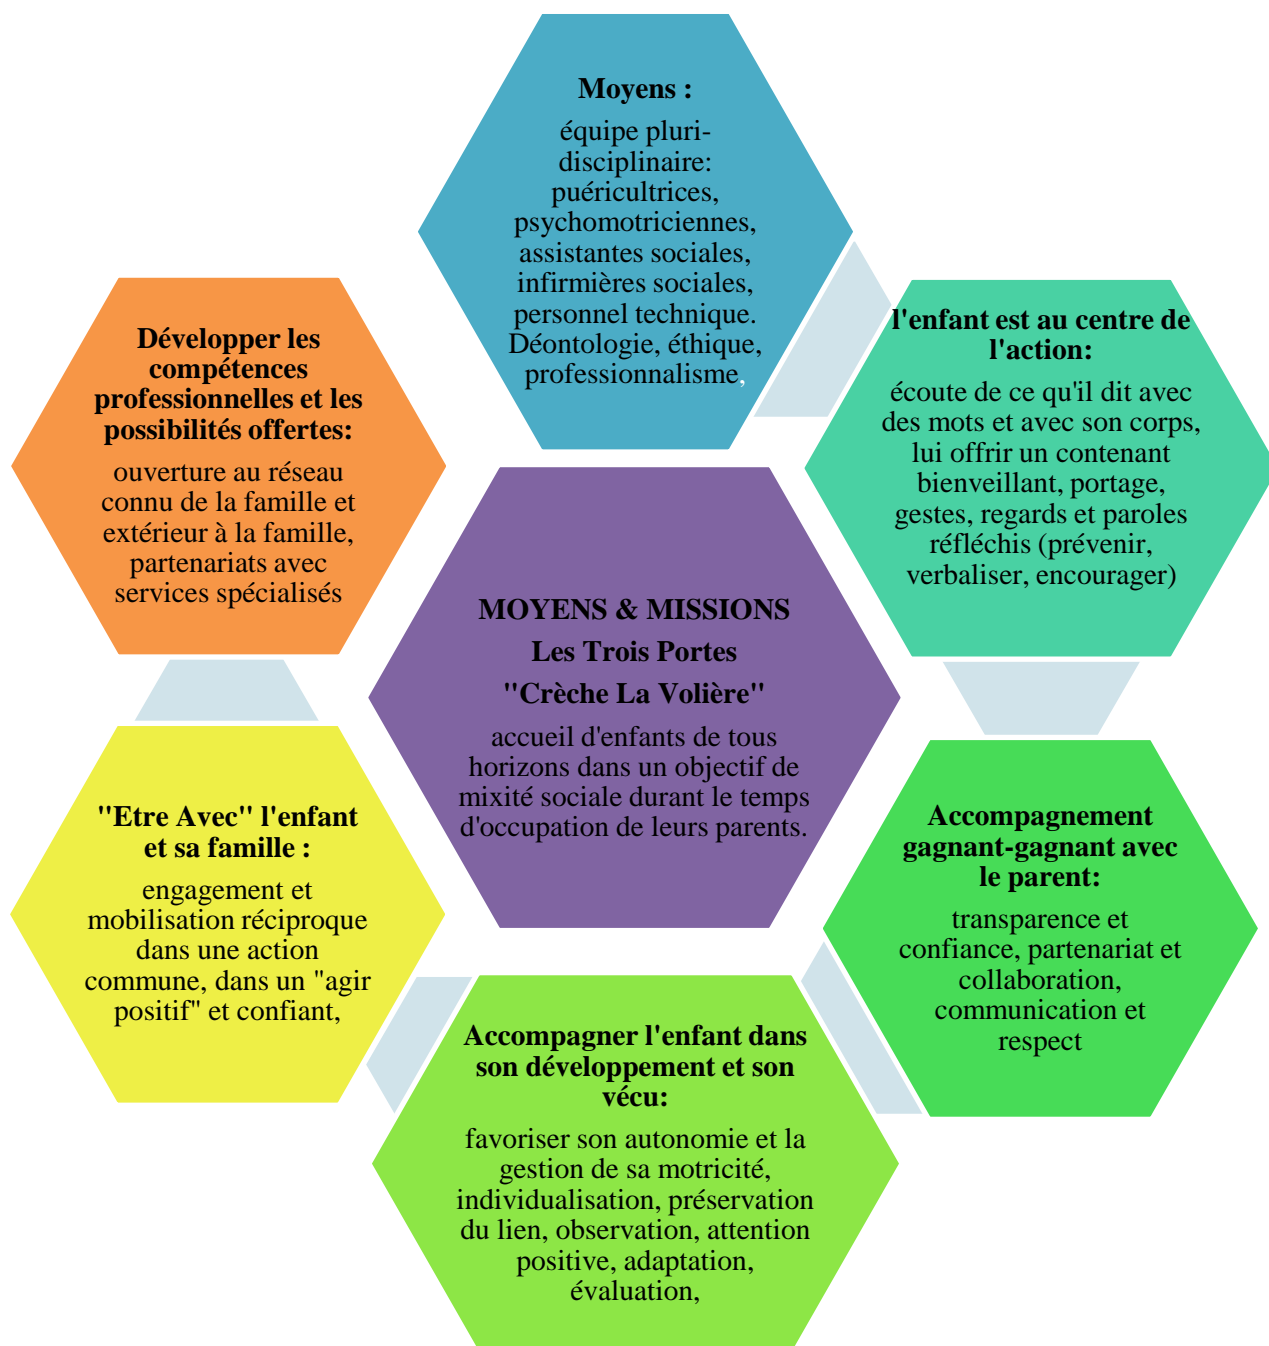 Moyens :
équipe pluri-
disciplinaire:
puéricultrices,
psychomotriciennes,
assistantes sociales,
infirmières sociales,
personnel technique.
Déontologie, éthique,
professionnalisme,
l'enfant est au centre de
l'action:
écoute de ce qu'il dit avec
des mots et avec son corps,
lui offrir un contenant
bienveillant, portage,
gestes, regards et paroles
réfléchis (prévenir,
verbaliser, encourager)
Développer les
compétences
professionnelles et les
possibilités offertes:
ouverture au réseau
connu de la famille et
extérieur à la famille,
partenariats avec
services spécialisés
MOYENS & MISSIONS
Les Trois Portes
"Crèche La Volière"
accueil d'enfants de tous
horizons dans un objectif de
mixité sociale durant le temps
d'occupation de leurs parents.
"Etre Avec" l'enfant
et sa famille :
engagement et
mobilisation réciproque
dans une action
commune, dans un "agir
positif" et confiant,
Accompagnement
gagnant-gagnant avec
le parent:
transparence et
confiance, partenariat et
collaboration,
communication et
respect
Accompagner l'enfant dans
son développement et son
vécu:
favoriser son autonomie et la
gestion de sa motricité,
individualisation, préservation
du lien, observation, attention
positive, adaptation,
évaluation,